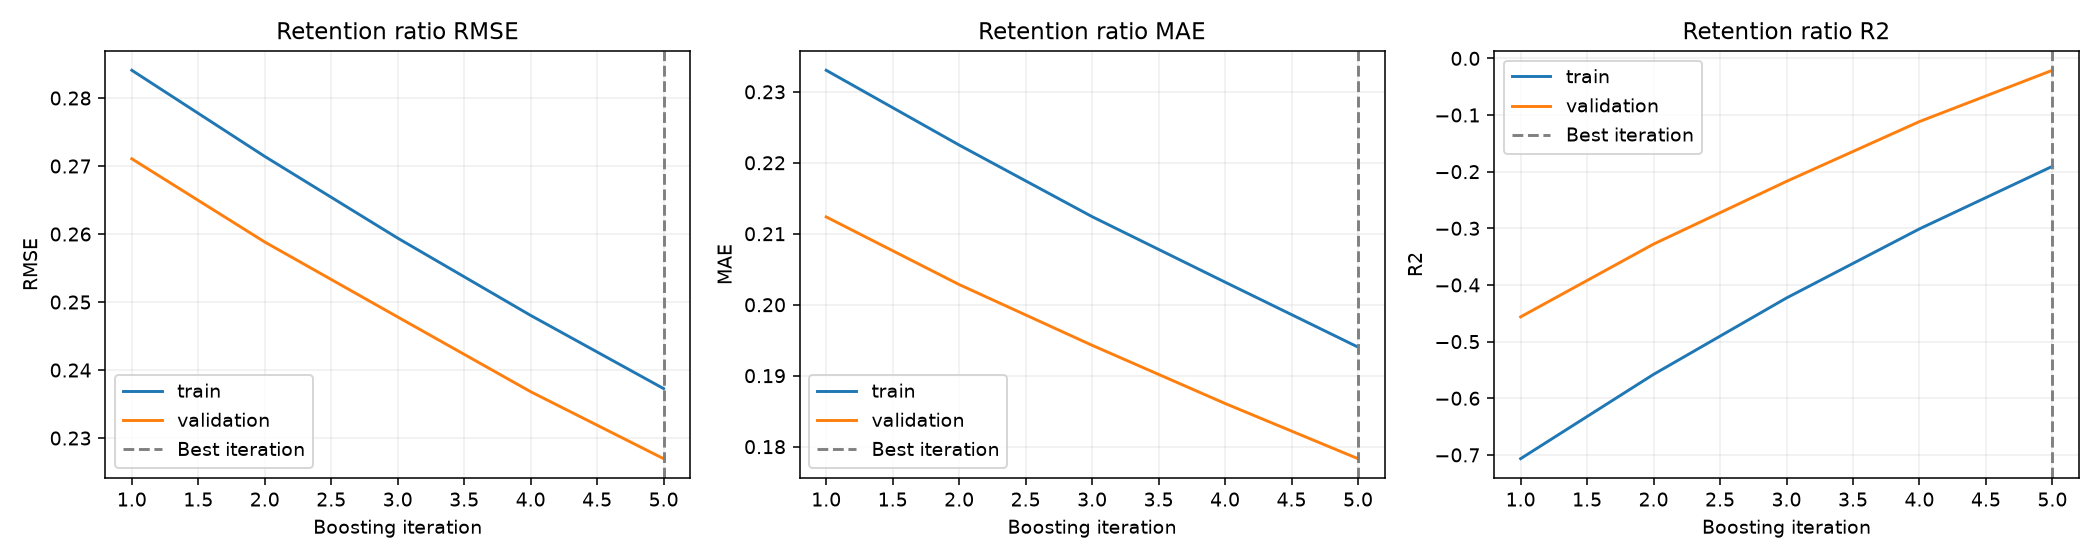 Retention ratio RMSE
RMSE
0.28
0.27
0.26
0.25
0.24
0.23
train
validation
Best iteration
1.0 1.5 2.0 2.5 3.0 3.5 4.0 4.5 5.0
Boosting iteration
Retention ratio MAE
MAE
0.23
0.22
0.21
0.20
0.19
0.18
train
validation
Best iteration
1.0 1.5 2.0 2.5 3.0 3.5 4.0 4.5 5.0
Boosting iteration
Retention ratio R2
R2
0.0
−0.1
−0.2
−0.3
−0.4
−0.5
−0.6
−0.7
train
validation
Best iteration
1.0 1.5 2.0 2.5 3.0 3.5 4.0 4.5 5.0
Boosting iteration